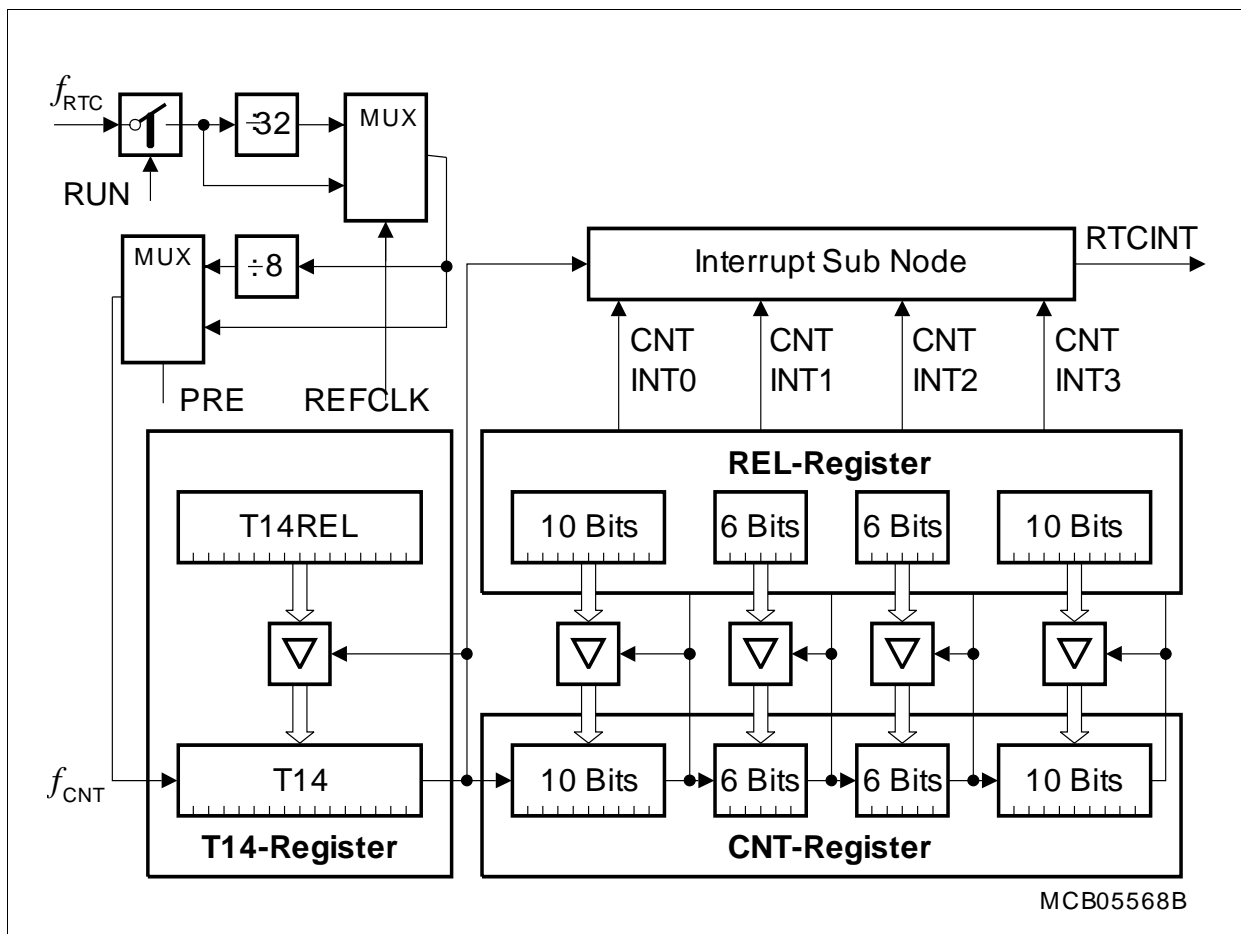 fRTC
÷32
MUX
RUN
MUX
÷8
Interrupt Sub Node
RTCINT
CNT
INT0
CNT
INT1
CNT
INT2
CNT
INT3
PRE
REFCLK
REL-Register
T14REL
10 Bits
6 Bits
6 Bits
10 Bits
fCNT
T14
10 Bits
6 Bits
6 Bits
10 Bits
T14-Register
CNT-Register
MCB05568B